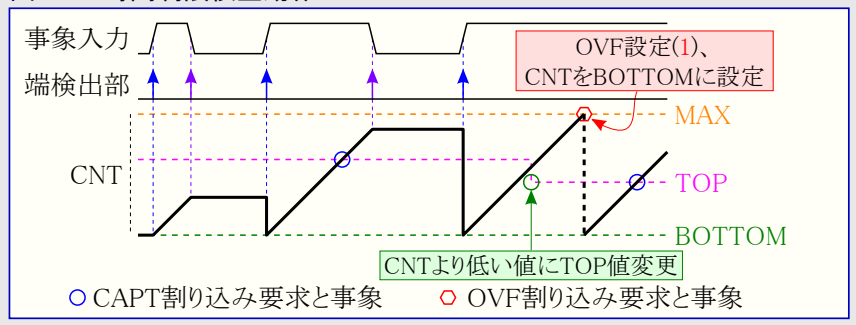 事象入力
端検出部
OVF設定(1)、
CNTをBOTTOMに設定
MAX
CNT
TOP
BOTTOM
CNTより低い値にTOP値変更
CAPT割り込み要求と事象
OVF割り込み要求と事象